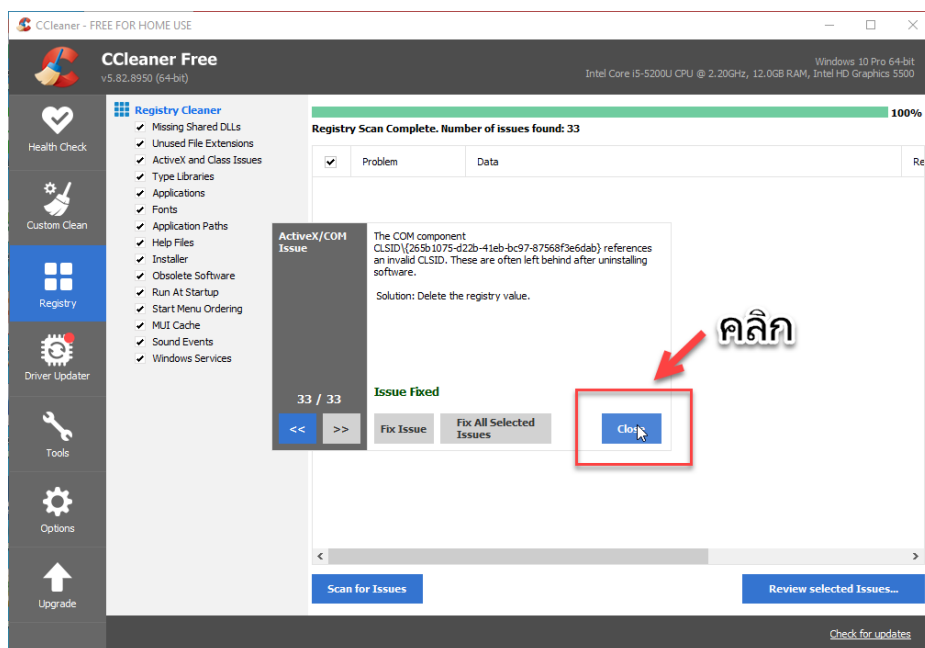 CCleaner - FREE FOR HOME USE
CCleaner Free
v5.82.8950 (64-bit)
Windows 10 Pro 64-bit
Intel Core i5-5200U CPU @ 2.20GHz, 12.0GB RAM, Intel HD Graphics 5500
Health Check
Custom Clean
Registry
Driver Updater
Tools
Options
Upgrade
Registry Cleaner
Missing Shared DLLs
Unused File Extensions
ActiveX and Class Issues
Type Libraries
Applications
Fonts
Application Paths
Help Files
Installer
Obsolete Software
Run At Startup
Start Menu Ordering
MUI Cache
Sound Events
Windows Services
100%
Registry Scan Complete. Number of issues found: 33
Problem Data Re
ActiveX/COM
Issue
The COM component
CLSID\{265b1075-d22b-41eb-bc97-87568f3e6dab} references
an invalid CLSID. These are often left behind after uninstalling
software.
Solution: Delete the registry value.
คลิก
Issue Fixed
33 / 33
<< >>
Fix Issue
Fix All Selected
Issues
Close
Scan for Issues
Review selected Issues...
Check for updates